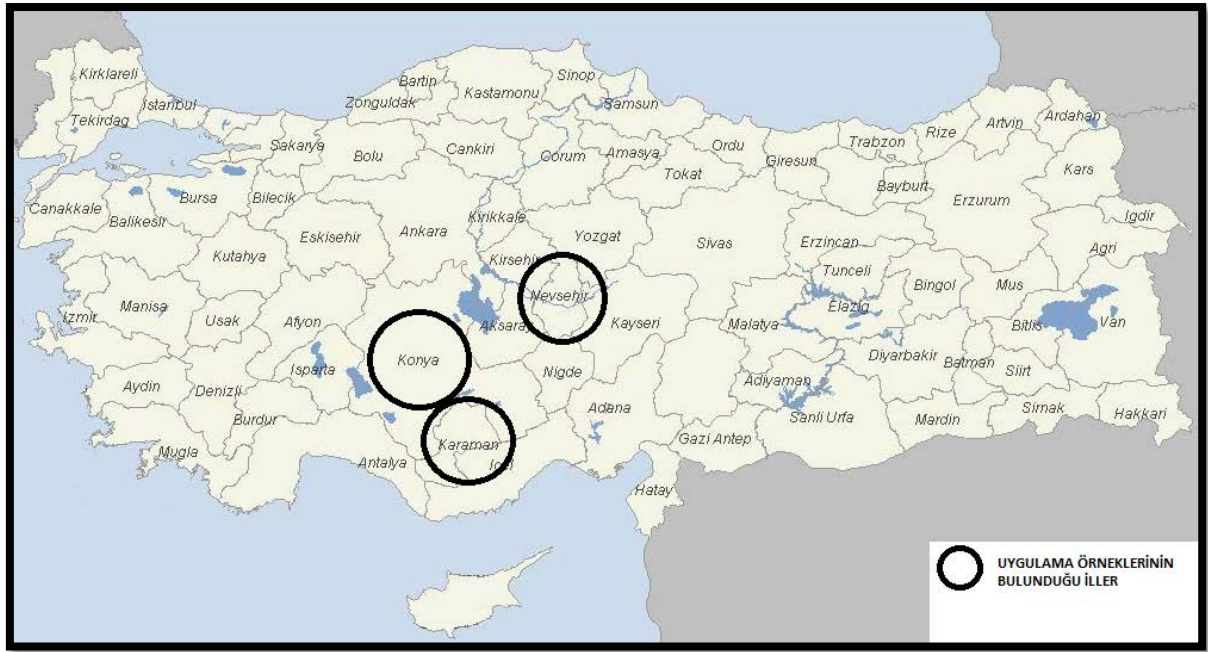 Kirklareli
Tekirdag
Istanbul
Bartin
Zonguldak
Kastamonu
Sinop
Samsun
Sakarya
Bolu
Cankiri
Corum
Amasya
Ordu
Giresun
Trabzon
Rize
Artvin
Ardahan
Kars
Tokat
Bayburt
Erzurum
Igdir
Canakkale
Balikesir
Bursa
Bilecik
Eskisehir
Ankara
Kirikkale
Yozgat
Sivas
Erzincan
Agri
Kutahya
Kirsehir
Tunceli
Bingol
Mus
Izmir
Manisa
Usak
Afyon
Nevsehir
Aksaray
Kayseri
Malatya
Elazig
Bitlis
Van
Konya
Isparta
Nigde
Diyarbakir
Batman
Siirt
Aydin
Denizli
Burdur
Adiyaman
Adana
Sanli Urfa
Mardin
Sirnak
Hakkari
Mugla
Antalya
Karaman
Icel
Gazi Antep
Hatay
UYGULAMA ÖRNEKLERİNİN
BULUNDUĞU İLLER